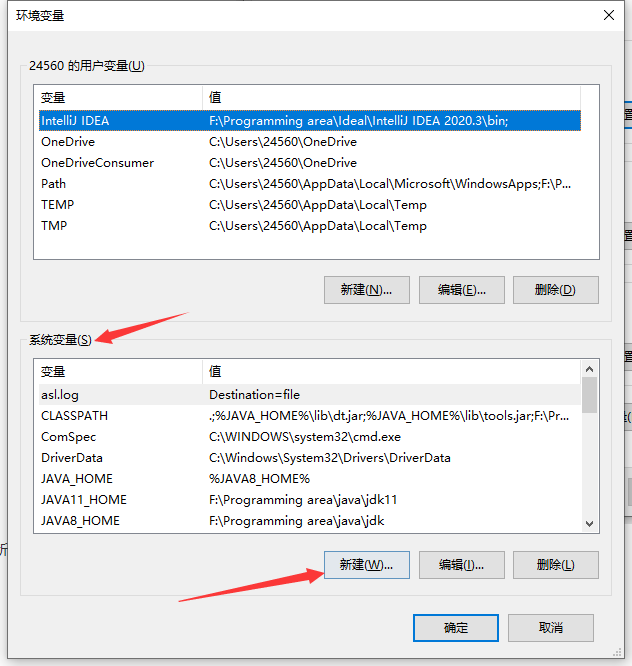 环境变量
24560 的用户变量(U)
变量 值
IntelliJ IDEA F:\Programming area\Ideal\IntelliJ IDEA 2020.3\bin;
OneDrive C:\Users\24560\OneDrive
OneDriveConsumer C:\Users\24560\OneDrive
Path C:\Users\24560\AppData\Local\Microsoft\WindowsApps;F:\P...
TEMP C:\Users\24560\AppData\Local\Temp
TMP C:\Users\24560\AppData\Local\Temp
新建(N)... 编辑(E)... 删除(D)
系统变量(S)
变量 值
asl.log Destination=file
CLASSPATH .;%JAVA_HOME%\lib\dt.jar;%JAVA_HOME%\lib\tools.jar;F:\Pr...
ComSpec C:\WINDOWS\system32\cmd.exe
DriverData C:\Windows\System32\Drivers\DriverData
JAVA_HOME %JAVA8_HOME%
JAVA11_HOME F:\Programming area\java\jdk11
JAVA8_HOME F:\Programming area\java\jdk
新建(W)... 编辑(I)... 删除(L)
确定 取消